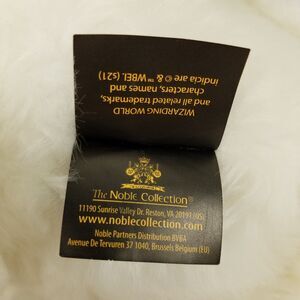 WIZARDING WORLD
and all related trademarks,
characters, names and
indicia are © & ™ WBEI. (s21)
The Noble Collection®
11190 Sunrise Valley Dr. Reston, VA 20191 (US)
www.noblecollection.com
Noble Partners Distribution BVBA
Avenue De Tervuren 37 1040, Brussels Belgium (EU)